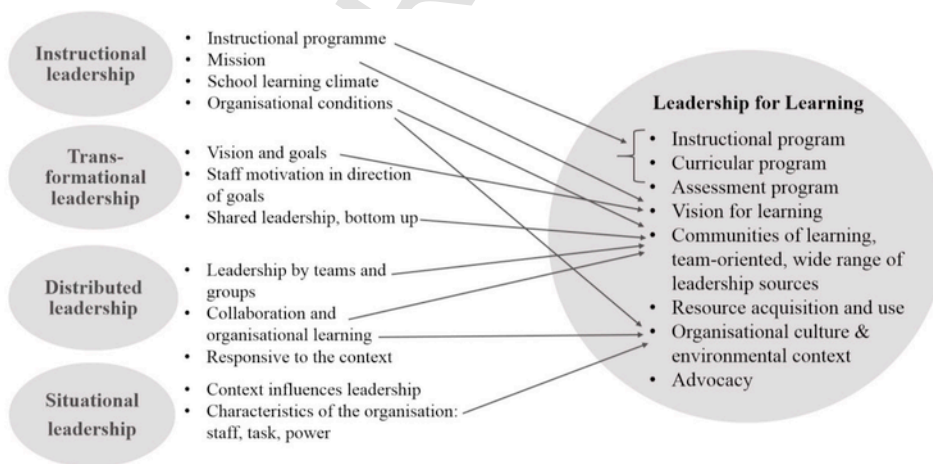 Instructional
leadership
• Instructional programme
• Mission
• School learning climate
• Organisational conditions
Trans-
formational
leadership
• Vision and goals
• Staff motivation in direction
of goals
• Shared leadership, bottom up
Distributed
leadership
• Leadership by teams and
groups
• Collaboration and
organisational learning
• Responsive to the context
Situational
leadership
• Context influences leadership
• Characteristics of the organisation:
staff, task, power
Leadership for Learning
• Instructional program
• Curricular program
• Assessment program
• Vision for learning
• Communities of learning,
team-oriented, wide range of
leadership sources
• Resource acquisition and use
• Organisational culture &
environmental context
• Advocacy